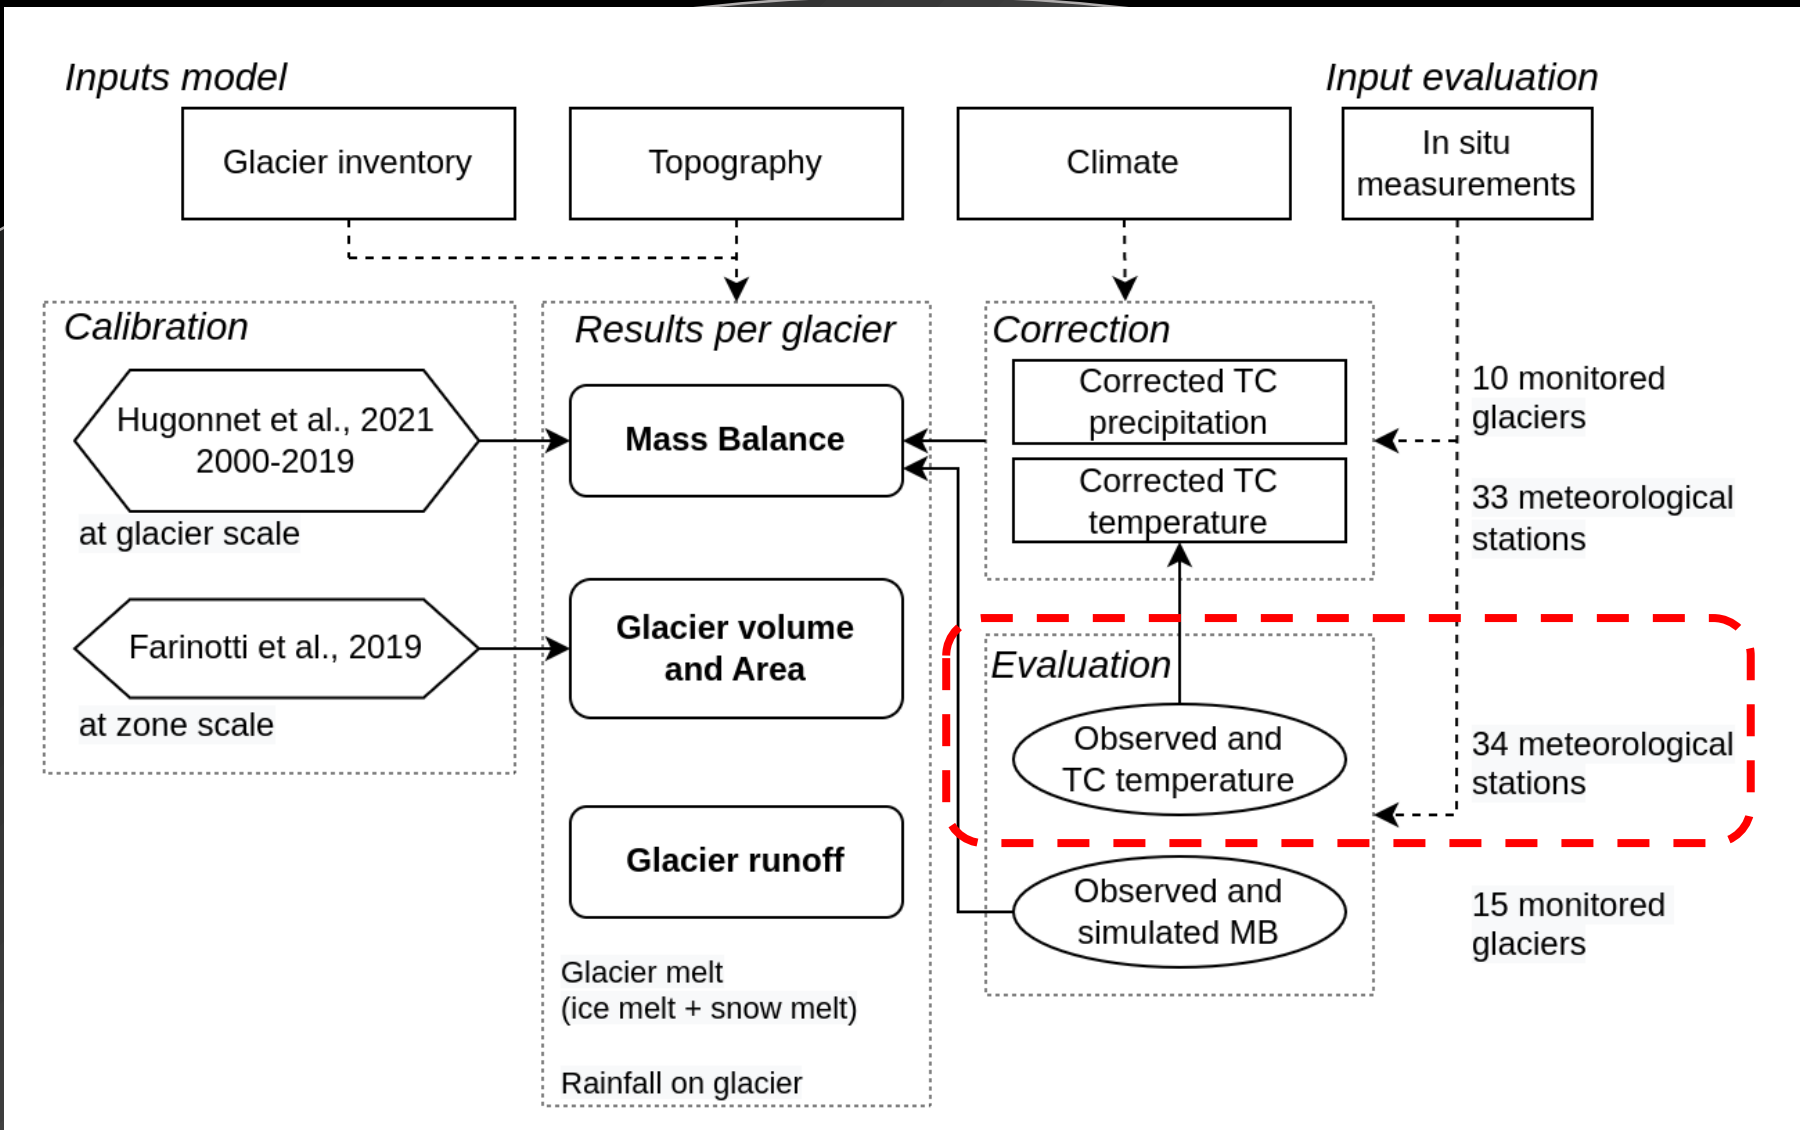 Inputs model
Input evaluation
Glacier inventory
Topography
Climate
In situ
measurements
Calibration
Hugonnet et al., 2021
2000-2019
at glacier scale
Farinotti et al., 2019
at zone scale
Results per glacier
Mass Balance
Glacier volume
and Area
Glacier runoff
Glacier melt
(ice melt + snow melt)
Rainfall on glacier
Correction
Corrected TC
precipitation
Corrected TC
temperature
10 monitored
glaciers
33 meteorological
stations
Evaluation
Observed and
TC temperature
34 meteorological
stations
Observed and
simulated MB
15 monitored
glaciers